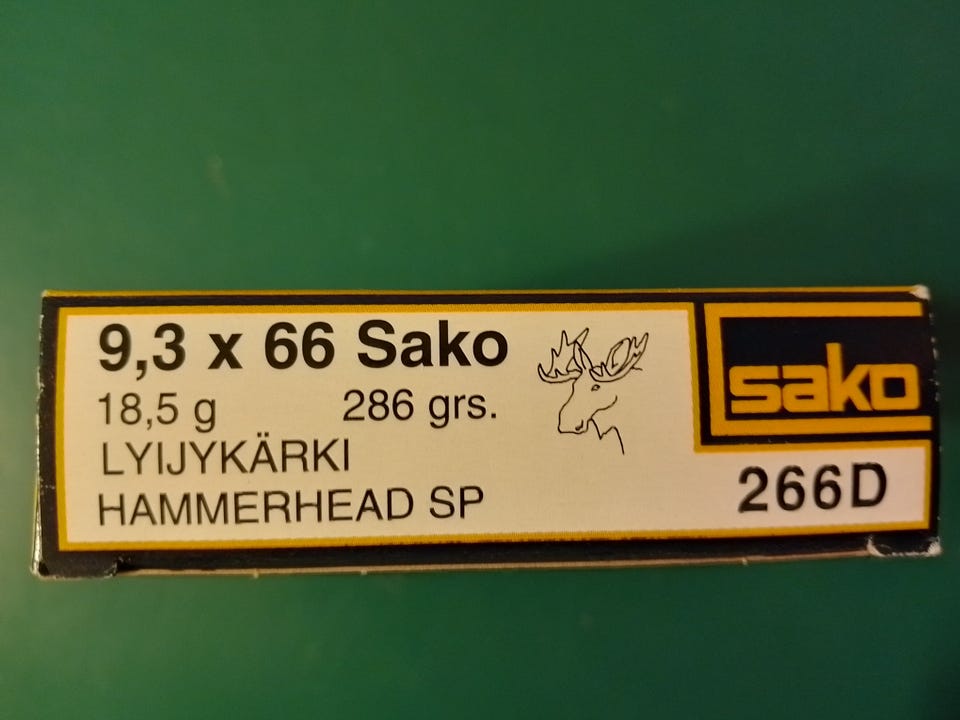 9,3 x 66 Sako
18,5 g 286 grs.
LYIJYKÄRKI
HAMMERHEAD SP
sako
266D